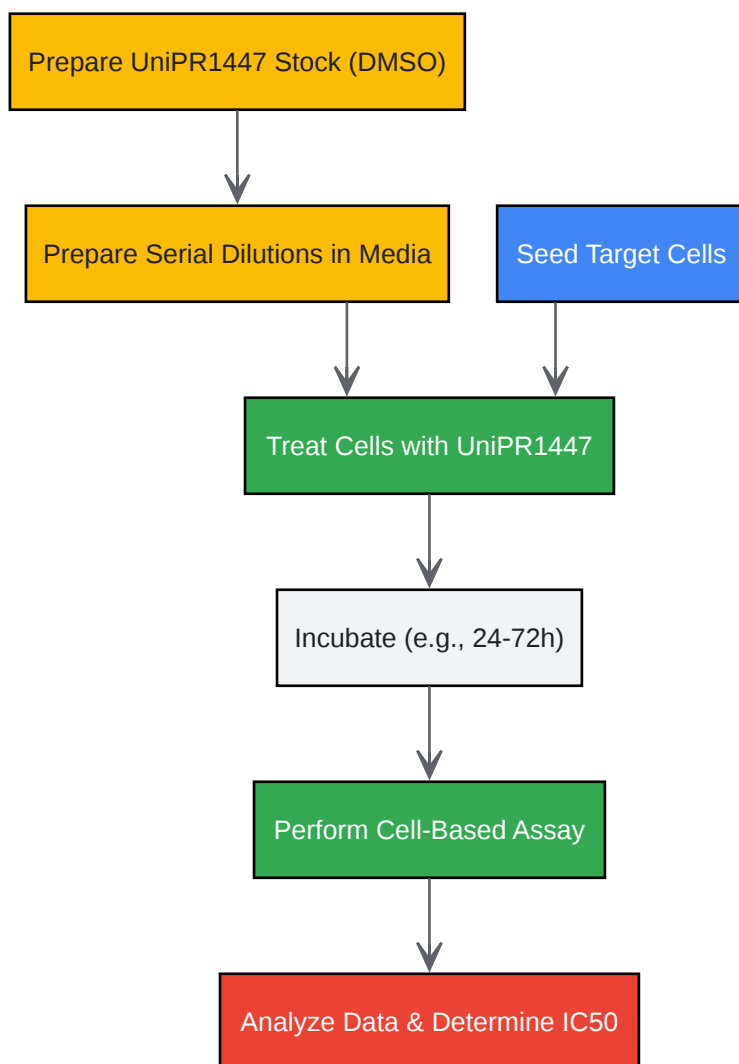 Prepare UniPR1447 Stock (DMSO)
Prepare Serial Dilutions in Media
Seed Target Cells
Treat Cells with UniPR1447
Incubate (e.g., 24-72h)
Perform Cell-Based Assay
Analyze Data & Determine IC50